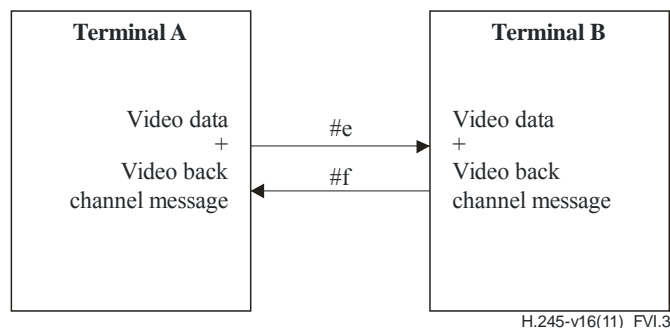 Terminal A
Terminal B
Video data
+
Video back
channel message
#e
#f
Video data
+
Video back
channel message
H.245-v16(11)_FVI.3